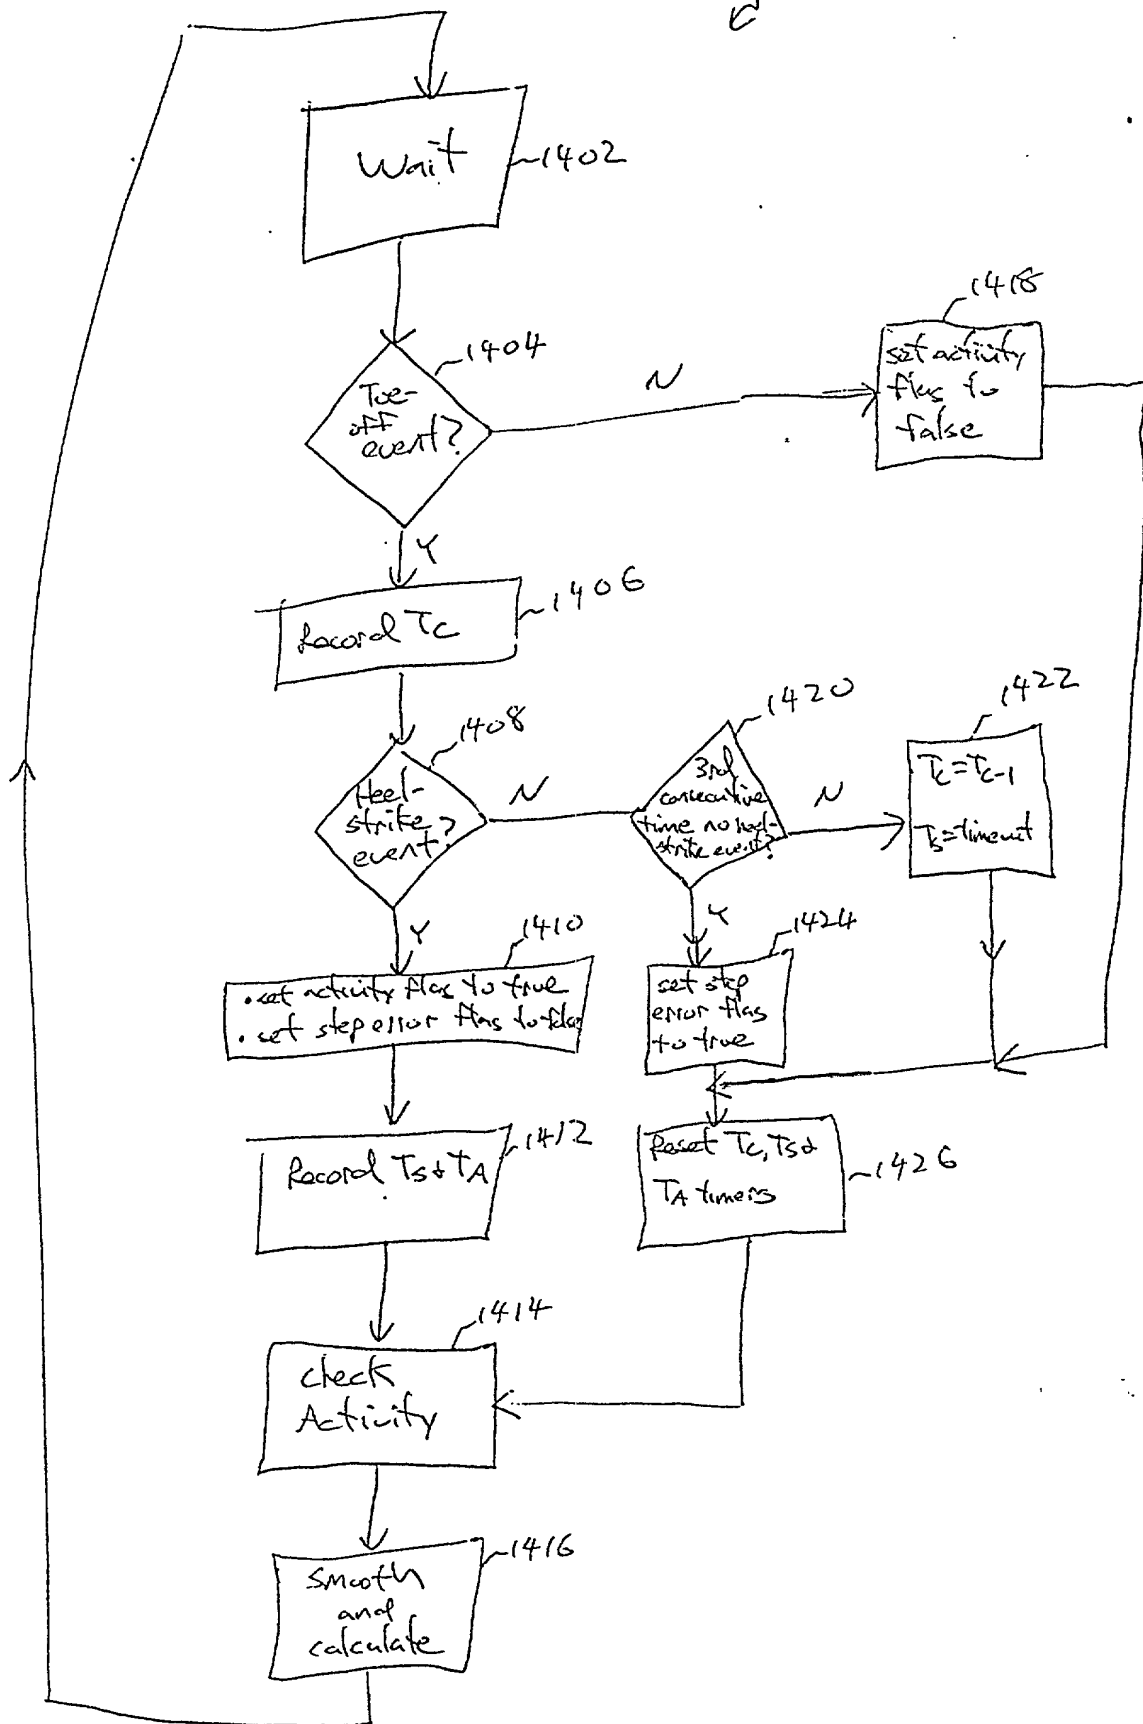 Wait
1402
1418
set activity
flag to
false
1404
Toe-
off
event?
N
Y
1406
Record TC
1408
Heel-
strike
event?
N
1420
3rd
consecutive
time no heel-
strike event?
N
1422
TC=TC-1
TS=timeout
Y
1410
• set activity flag to true
• set step error flag to false
Y
1424
set step
error flag
to true
1412
Record TS & TA
Reset TC, TS &
TA timers
1426
1414
Check
Activity
1416
Smooth
and
calculate